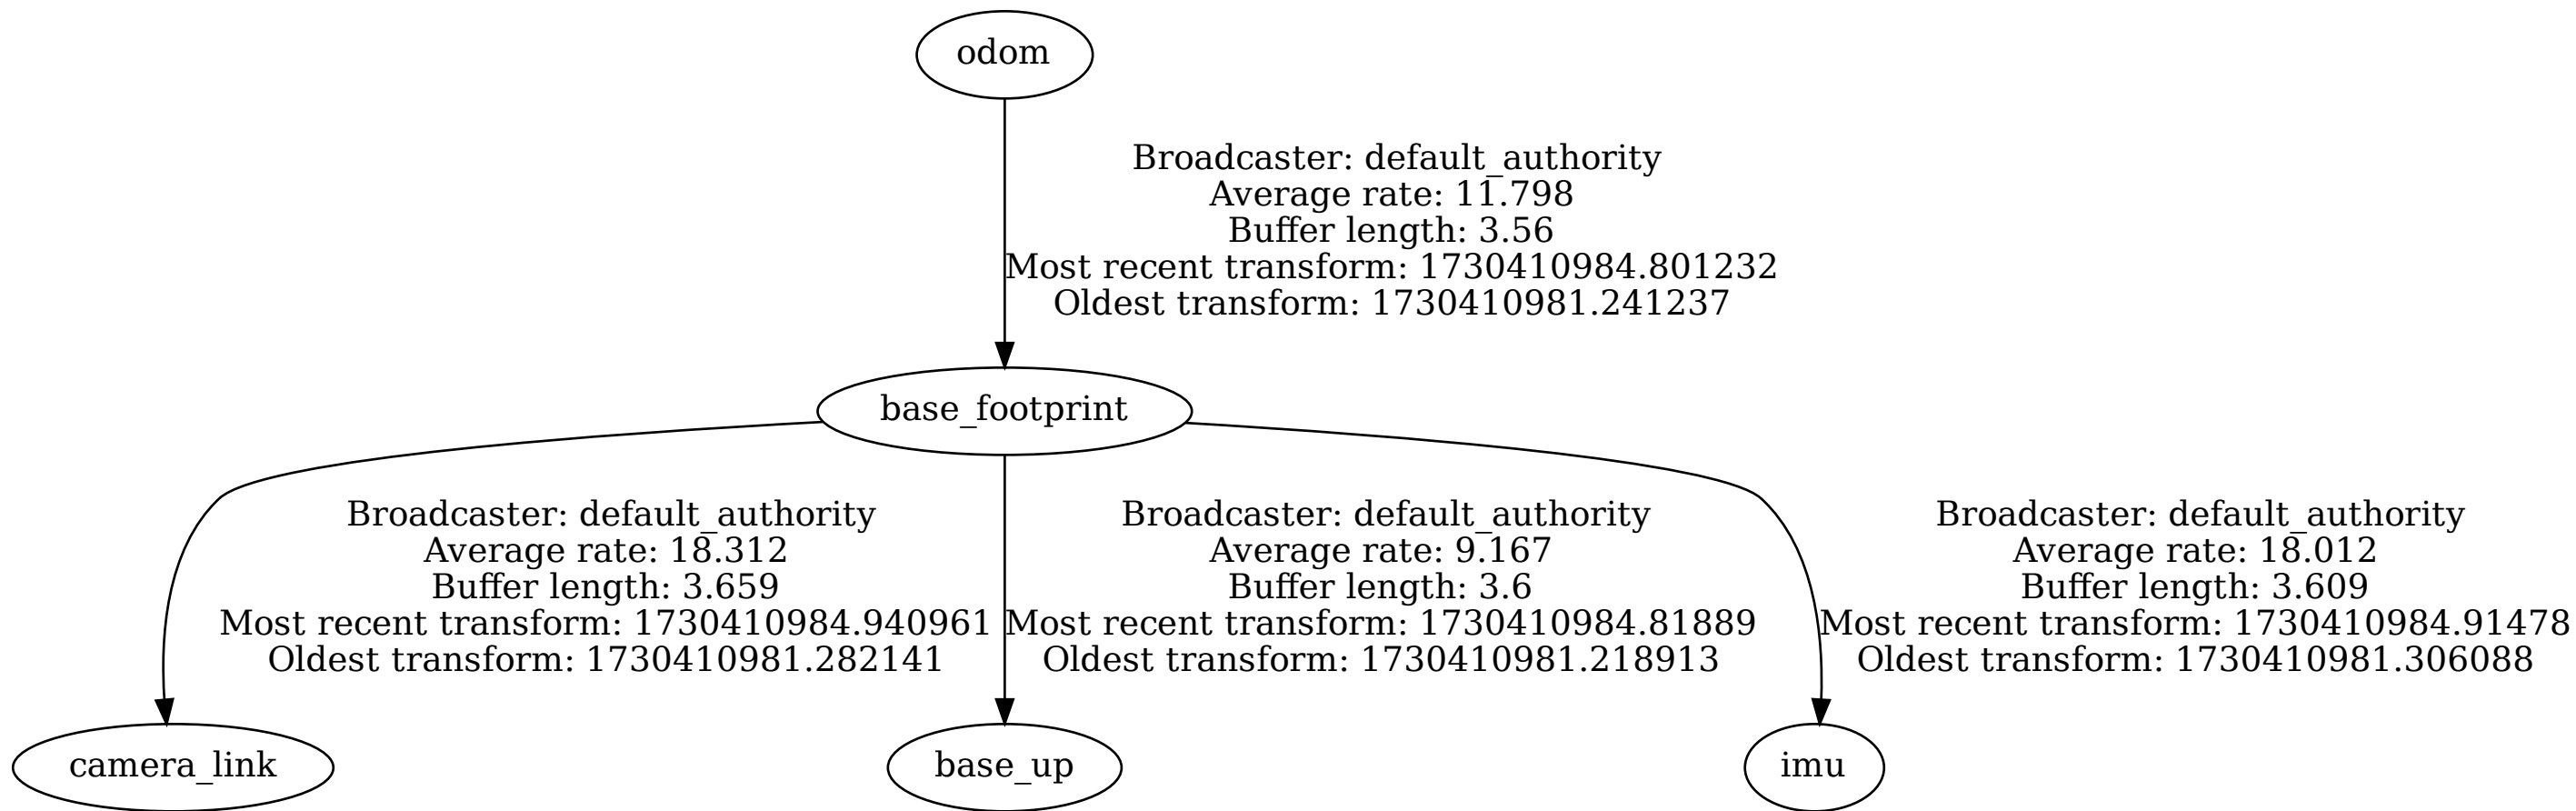 odom
Broadcaster: default_authority
Average rate: 11.798
Buffer length: 3.56
Most recent transform: 1730410984.801232
Oldest transform: 1730410981.241237
base_footprint
Broadcaster: default_authority
Average rate: 18.312
Buffer length: 3.659
Most recent transform: 1730410984.940961
Oldest transform: 1730410981.282141
Broadcaster: default_authority
Average rate: 9.167
Buffer length: 3.6
Most recent transform: 1730410984.81889
Oldest transform: 1730410981.218913
Broadcaster: default_authority
Average rate: 18.012
Buffer length: 3.609
Most recent transform: 1730410984.91478
Oldest transform: 1730410981.306088
camera_link
base_up
imu